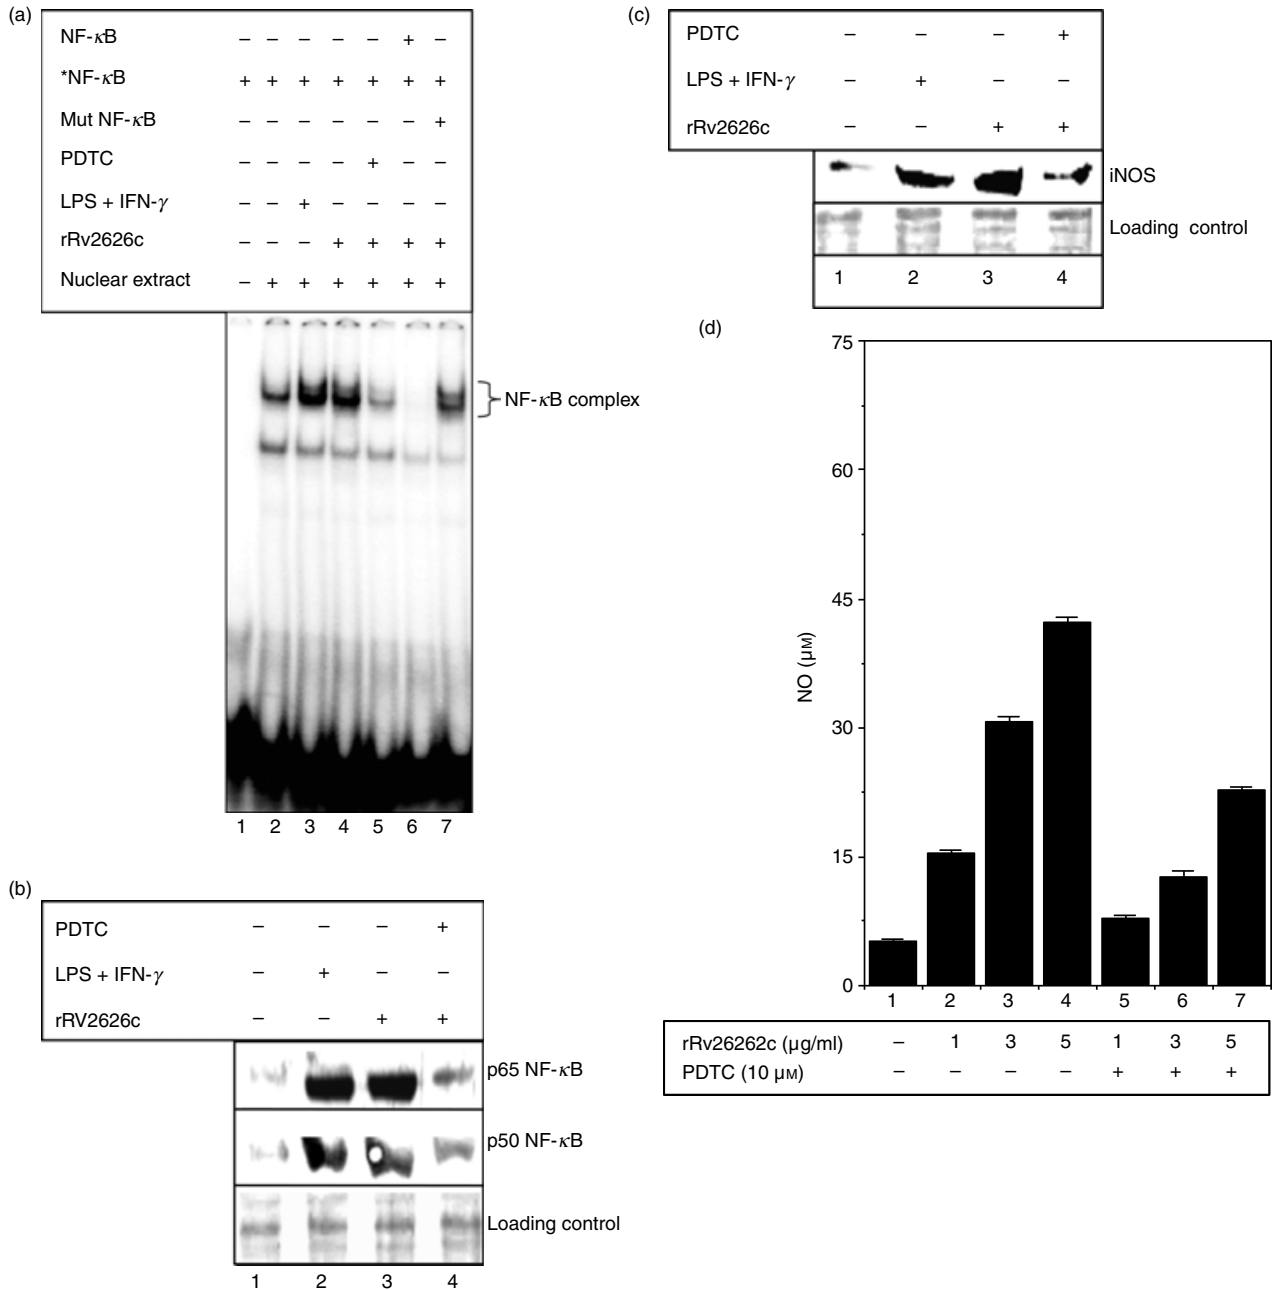 (a)
NF-κB – – – – – + –
*NF-κB + + + + + + +
Mut NF-κB – – – – – – +
PDTC – – – – + – –
LPS + IFN-γ – – + – – – –
rRv2626c – – – + + + +
Nuclear extract – + + + + + +
NF-κB complex
1 2 3 4 5 6 7
(b)
PDTC – – – +
LPS + IFN-γ – + – –
rRV2626c – – + +
p65 NF-κB
p50 NF-κB
Loading control
1 2 3 4
(c)
PDTC – – – +
LPS + IFN-γ – + – –
rRv2626c – – + +
iNOS
Loading control
1 2 3 4
(d)
75
60
45
30
15
0
NO (μM)
1 2 3 4 5 6 7
rRv26262c (μg/ml) – 1 3 5 1 3 5
PDTC (10 μM) – – – – + + +